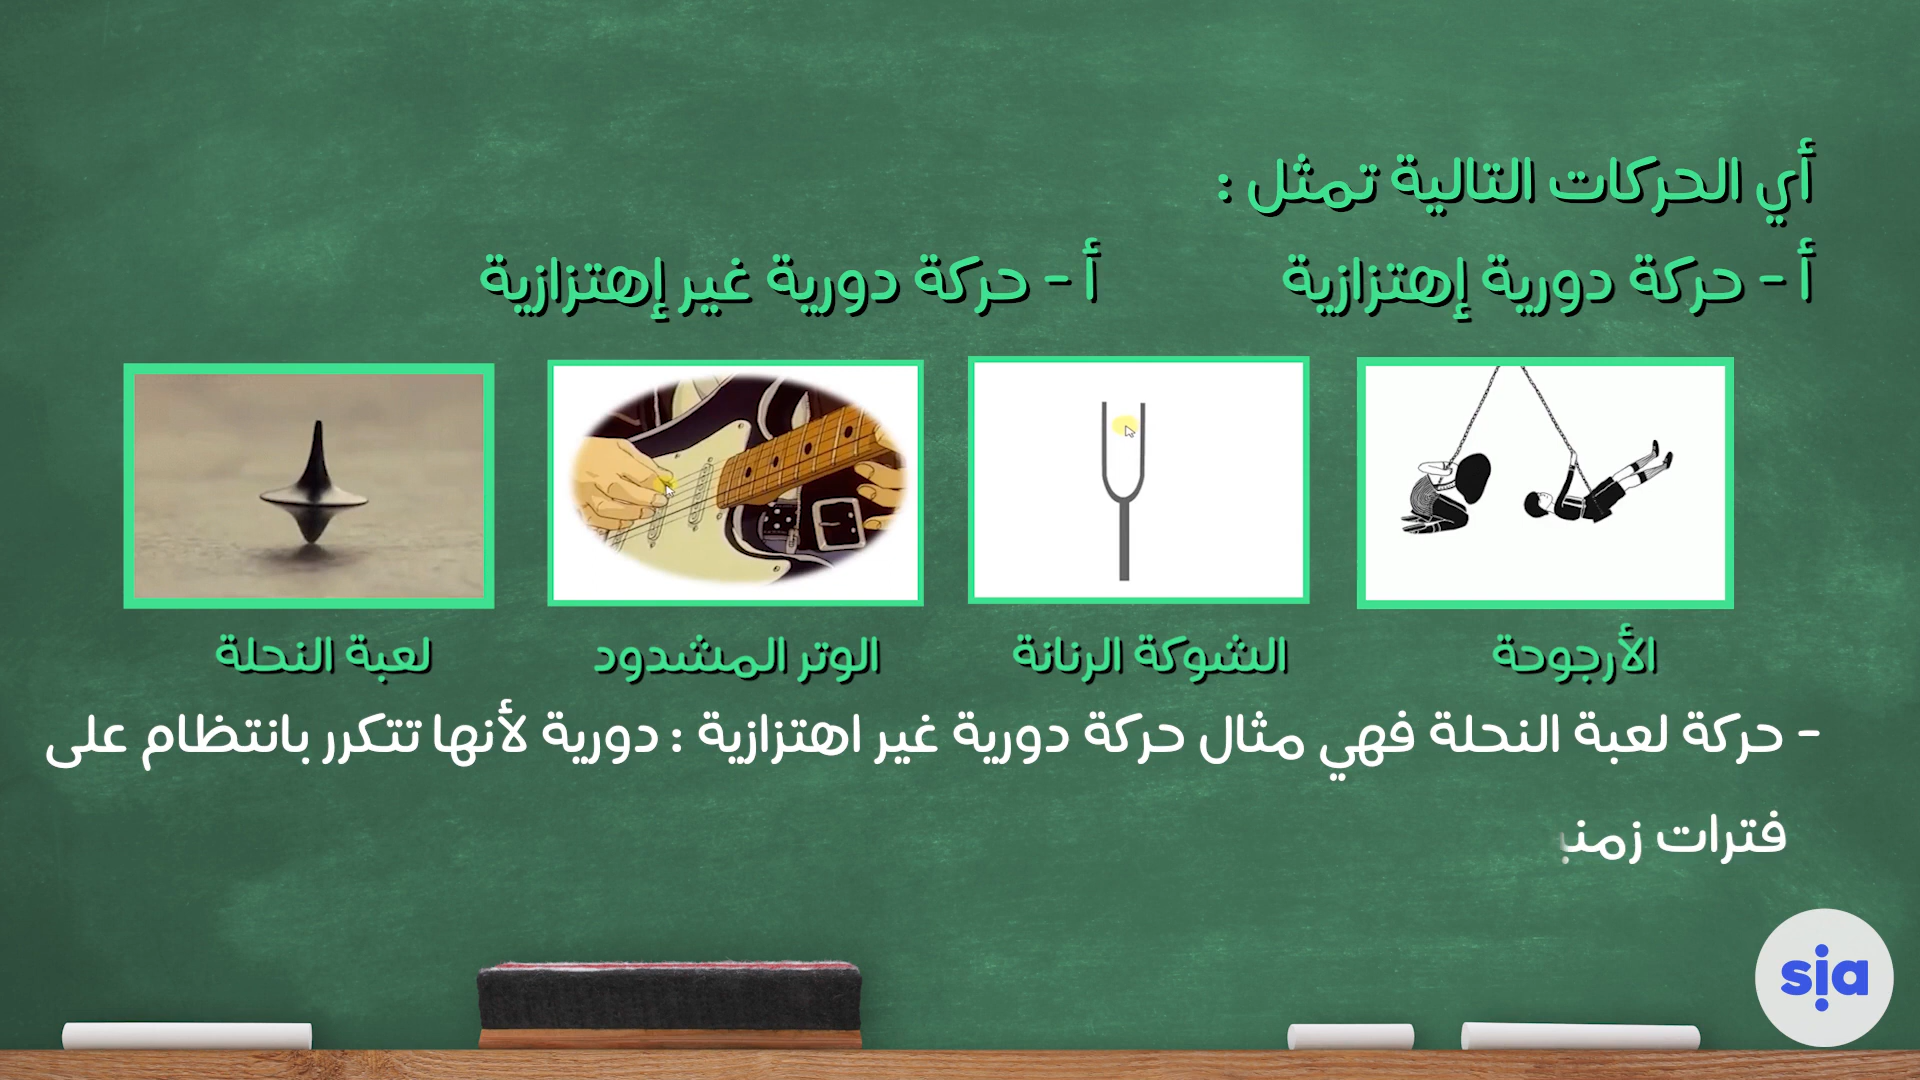 أي الحركات التالية تمثل :
أ - حركة دورية إهتزازية
أ - حركة دورية غير إهتزازية
الأرجوحة
الشوكة الرنانة
الوتر المشدود
لعبة النحلة
- حركة لعبة النحلة فهي مثال حركة دورية غير اهتزازية : دورية لأنها تتكرر بانتظام على
فترات
sia